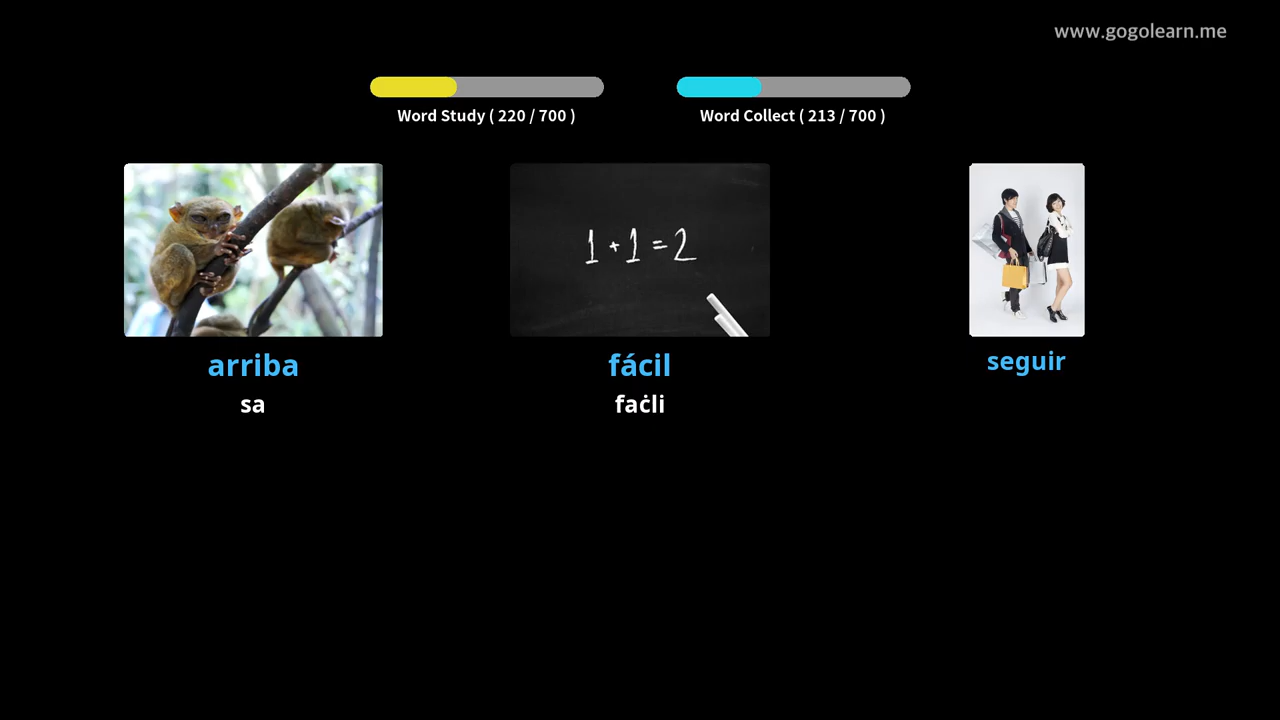 www.gogolearn.me
Word Study ( 220 / 700 )
Word Collect ( 213 / 700 )
1 + 1 = 2
arriba
fácil
seguir
sa
faċli